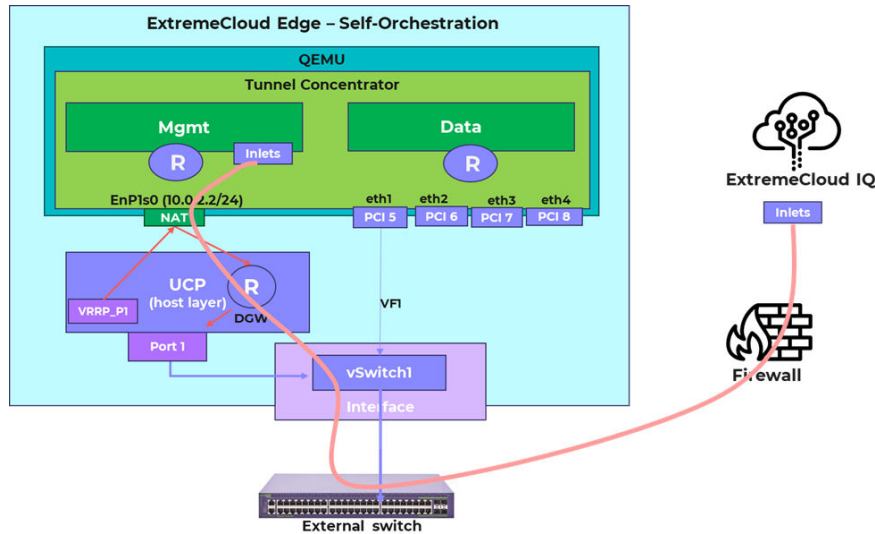 ExtremeCloud Edge – Self-Orchestration
QEMU
Tunnel Concentrator
Mgmt
Data
Inlets
R
R
EnP1s0 (10.0.2.2/24)
eth1
eth2
eth3
eth4
NAT
PCI 5
PCI 6
PCI 7
PCI 8
ExtremeCloud IQ
Inlets
UCP
(host layer)
R
VRRP_P1
DGW
VF1
Port 1
vSwitch1
Interface
Firewall
External switch